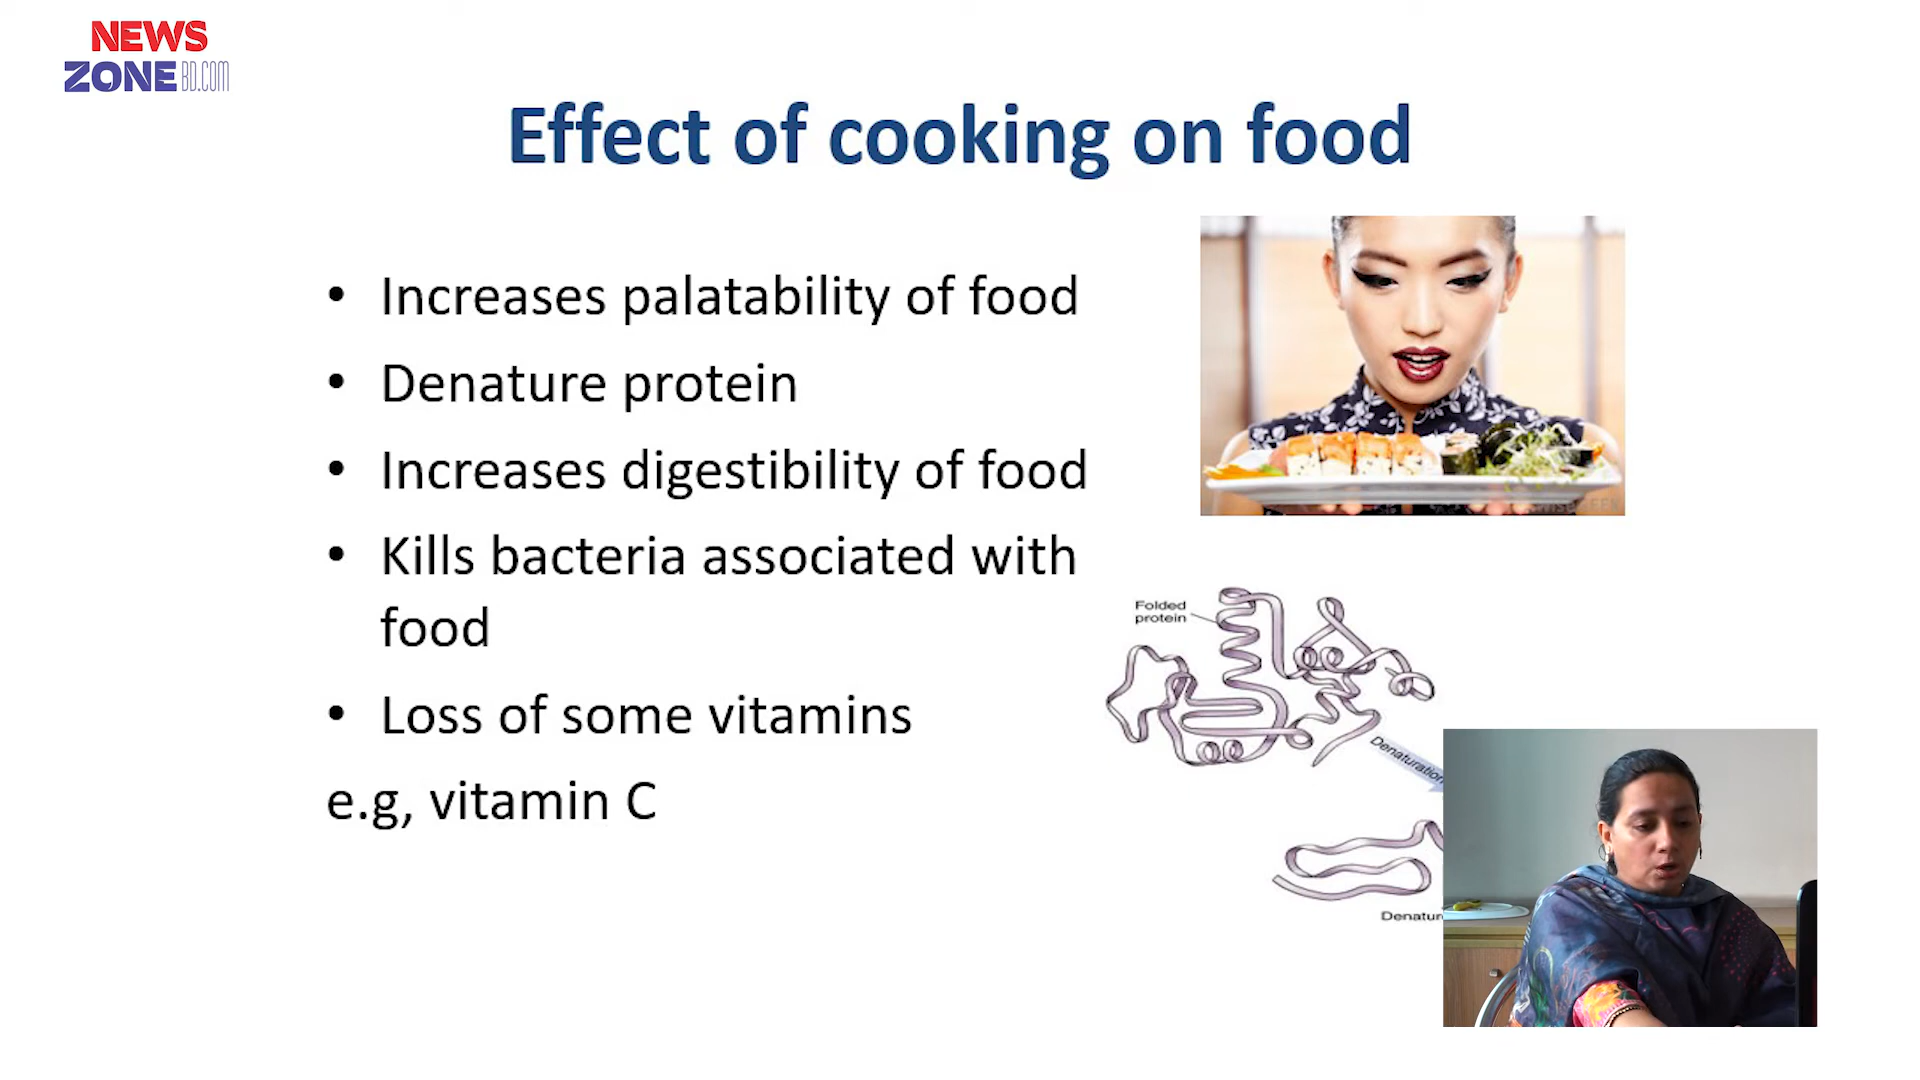 NEWS
ZONE BD.COM
Effect of cooking on food
• Increases palatability of food
• Denature protein
• Increases digestibility of food
• Kills bacteria associated with
food
• Loss of some vitamins
e.g, vitamin C
Folded
protein
Denaturation
Denatur